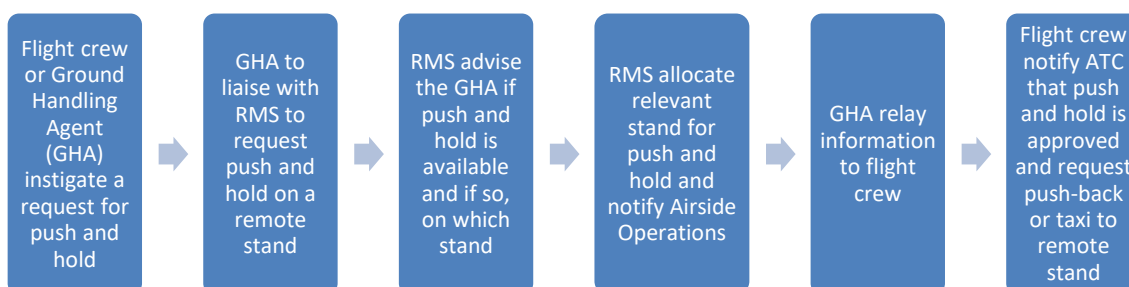 Flight crew
or Ground
Handling
Agent
(GHA)
instigate a
request for
push and
hold
GHA to
liaise with
RMS to
request
push and
hold on a
remote
stand
RMS advise
the GHA if
push and
hold is
available
and if so,
on which
stand
RMS allocate
relevant
stand for
push and
hold and
notify Airside
Operations
GHA relay
information
to flight
crew
Flight crew
notify ATC
that push
and hold is
approved
and request
push-back
or taxi to
remote
stand